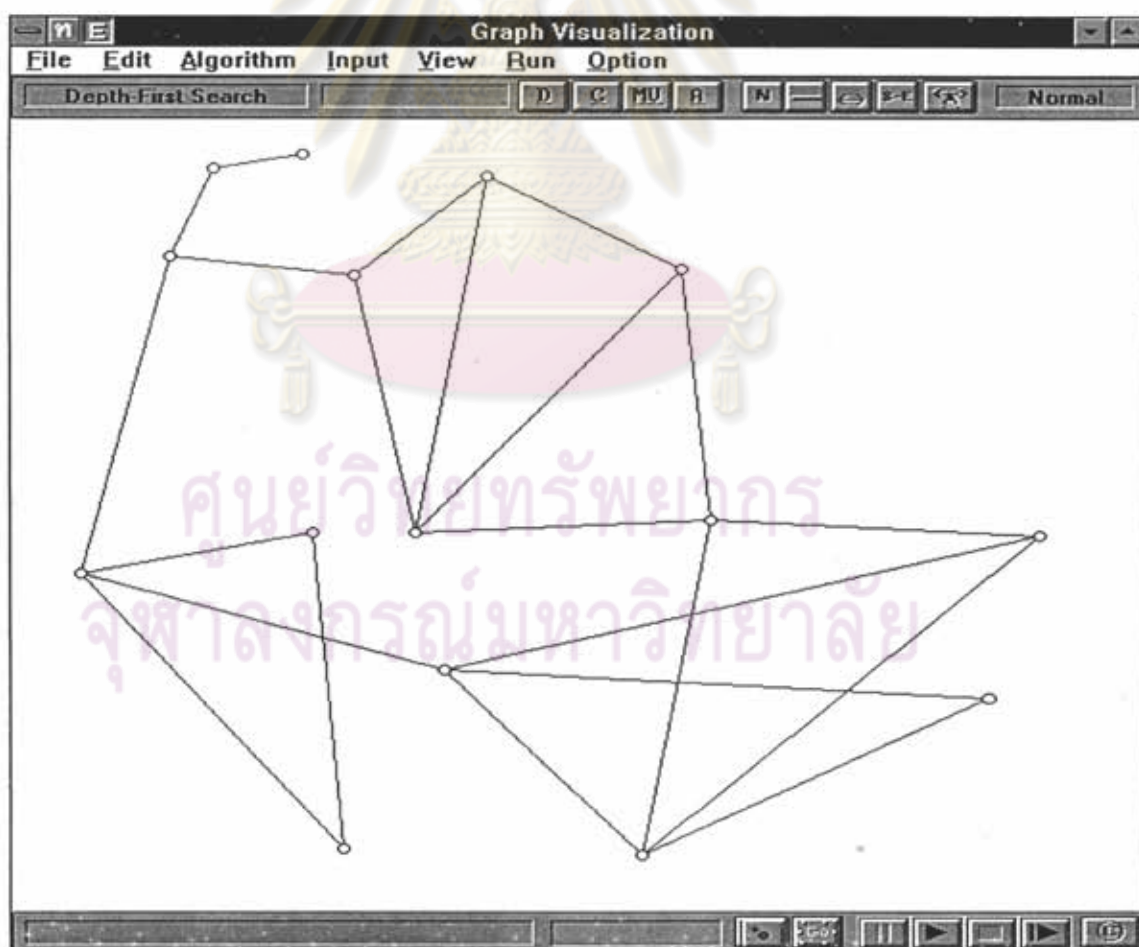 Graph Visualization
File Edit Algorithm Input View Run Option
Depth-First Search D C MU A N S-E Normal
ศูนย์วิทยทรัพยากร
จุฬาลงกรณ์มหาวิทยาลัย